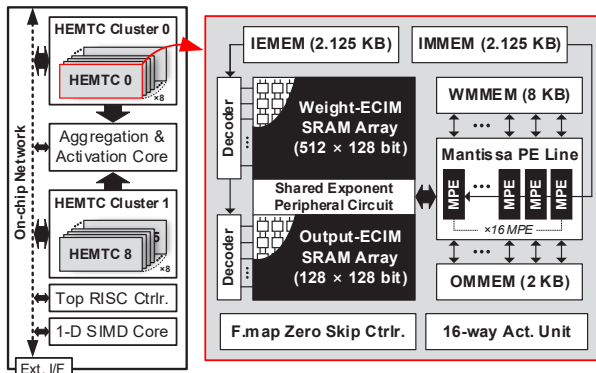 HEMTC Cluster 0
HEMTC 0
×8
Aggregation &
Activation Core
HEMTC Cluster 1
5
HEMTC 8
×8
Top RISC Ctrlr.
1-D SIMD Core
Ext. I/F
On-chip Network
IEMEM (2.125 KB)
IMMEM (2.125 KB)
Decoder
Weight-ECIM
SRAM Array
(512 × 128 bit)
Shared Exponent
Peripheral Circuit
Decoder
Output-ECIM
SRAM Array
(128 × 128 bit)
WMMEM (8 KB)
...
Mantissa PE Line
MPE
...
MPE
MPE
MPE
×16 MPE
...
OMMEM (2 KB)
F.map Zero Skip Ctrlr.
16-way Act. Unit